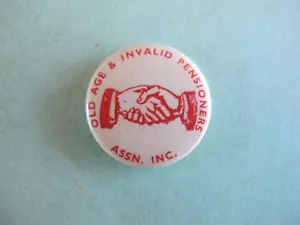 OLD AGE & INVALID PENSIONERS
ASSN. INC.